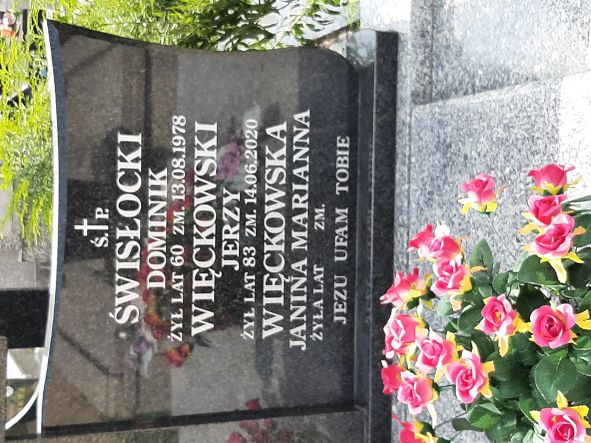 Ś. P.
ŚWISŁOCKI
DOMINIK
ŻYŁ LAT 60 ZM. 13.08.1978
WIĘCKOWSKI
JERZY
ŻYŁ LAT 83 ZM. 14.06.2020
WIĘCKOWSKA
JANINA MARIANNA
ŻYŁA LAT ZM.
JEZU UFAM TOBIE